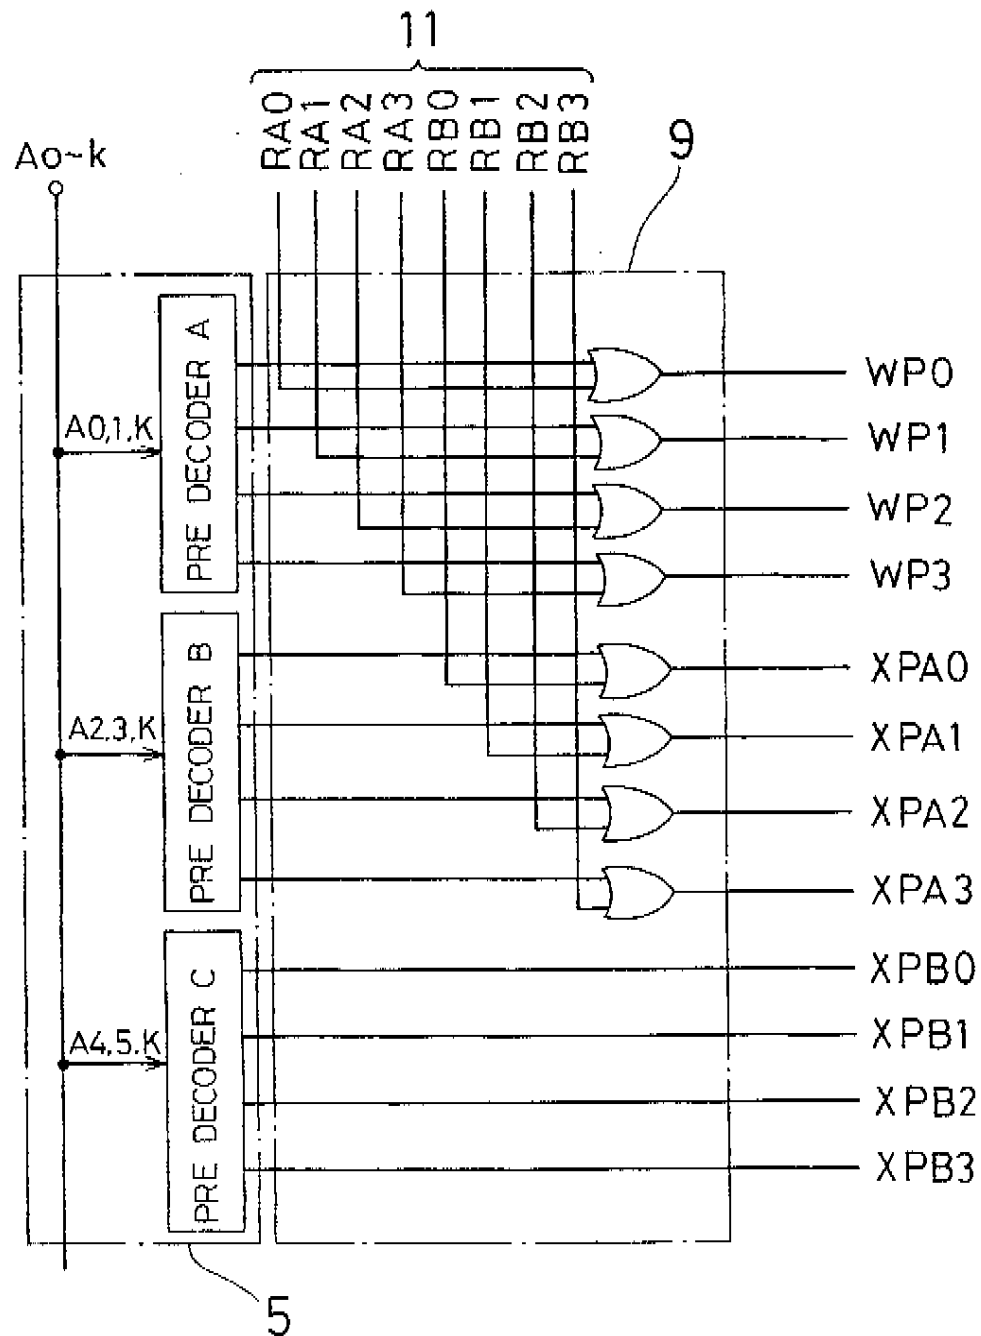 11
RA0
RA1
RA2
RA3
RB0
RB1
RB2
RB3
Ao~k
9
PRE DECODER A
A0,1,K
WP0
WP1
WP2
WP3
PRE DECODER B
A2,3,K
XPA0
XPA1
XPA2
XPA3
PRE DECODER C
A4,5,K
XPB0
XPB1
XPB2
XPB3
5